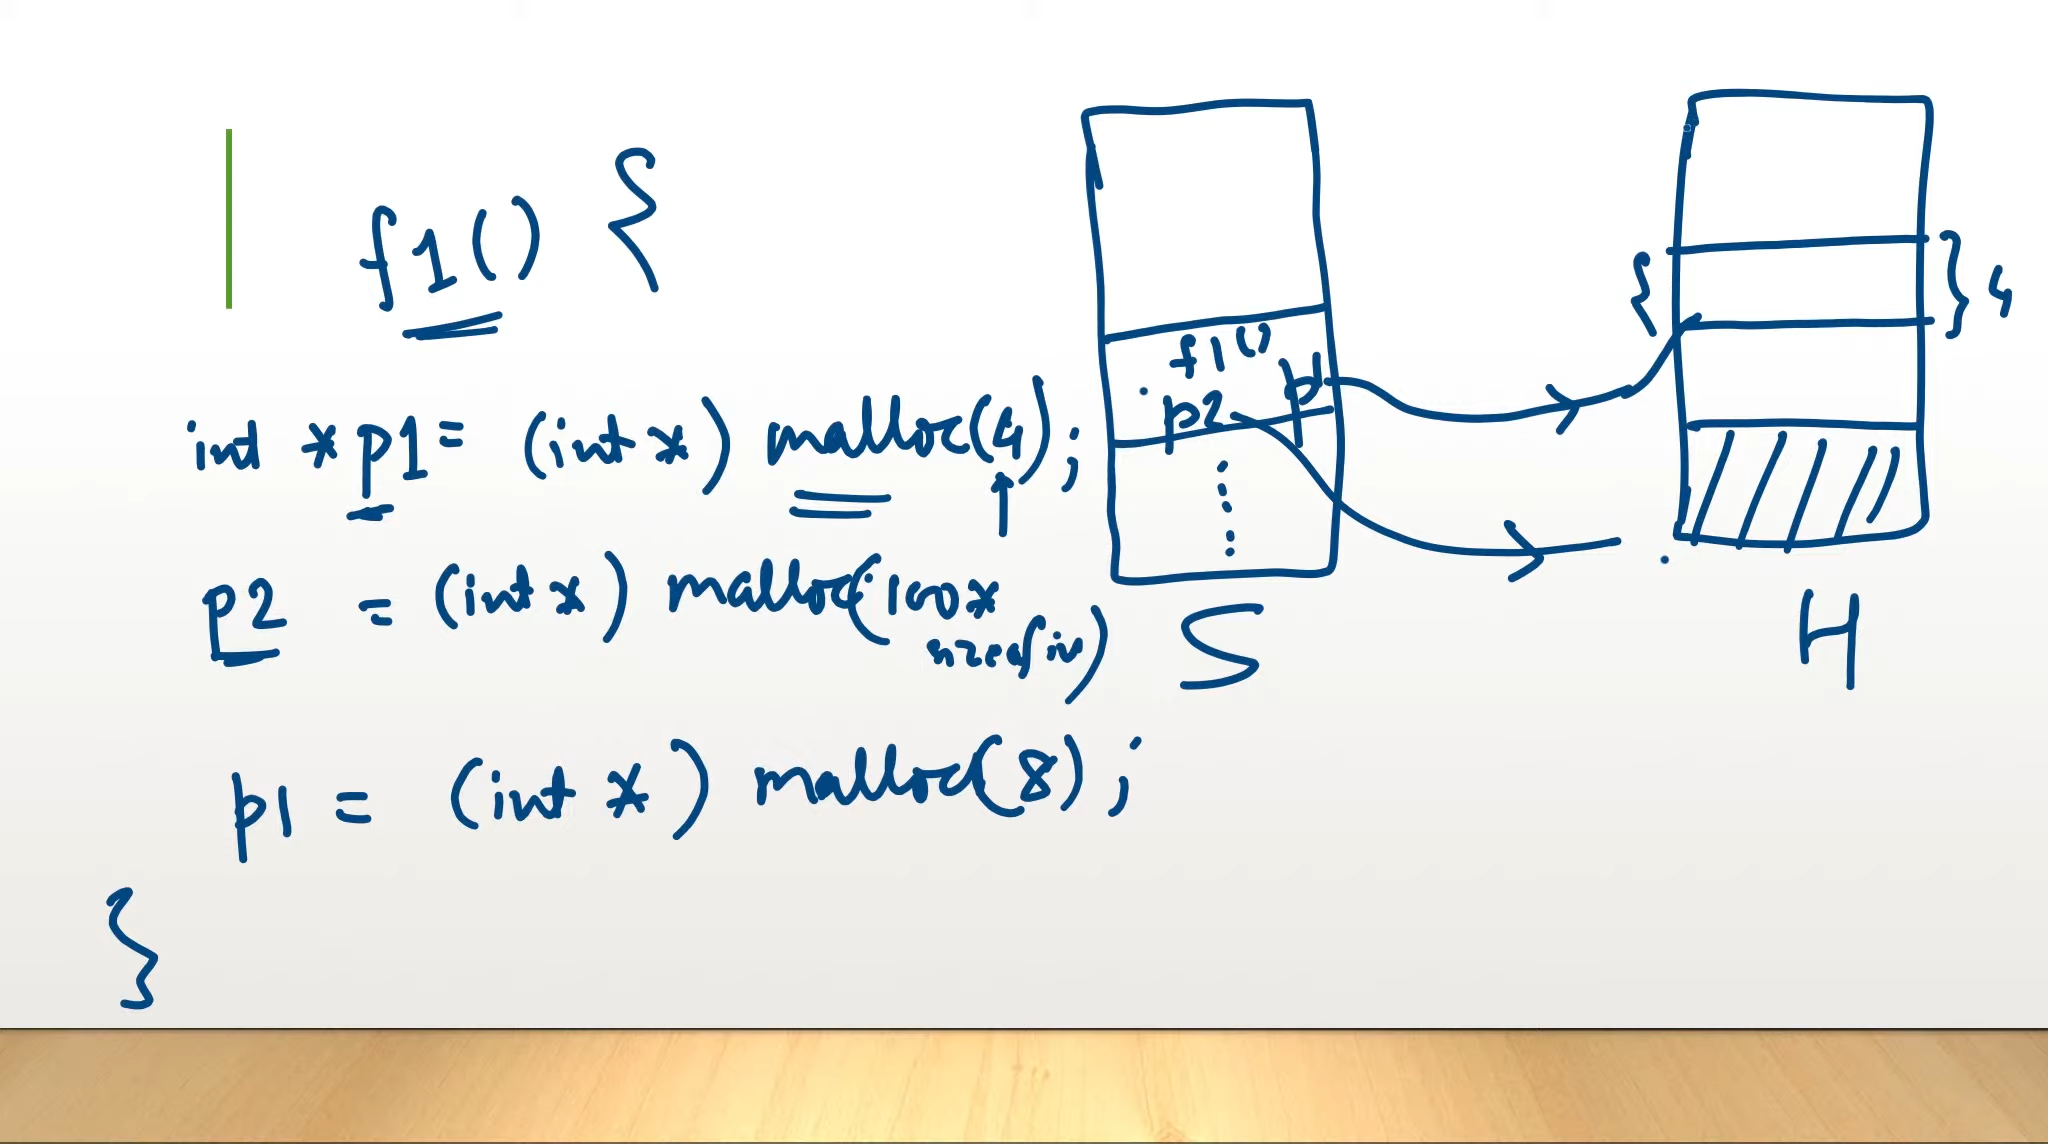 f1() {
int *p1 = (int *) malloc(4);
p2 = (int *) malloc(100*
sizeof in)
p1 = (int *) malloc(8);
}
f1()
p1
p2
S
} 4
H